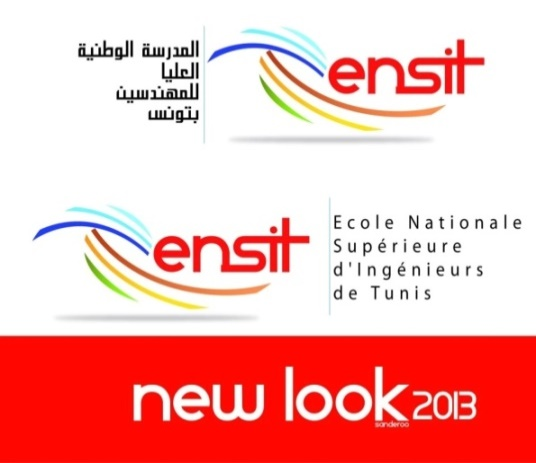 المدرسة الوطنية
العليا
للمهندسين
بتونس
ensit
ensit
Ecole Nationale
Supérieure
d'Ingénieurs
de Tunis
new look 2013
sanderoo